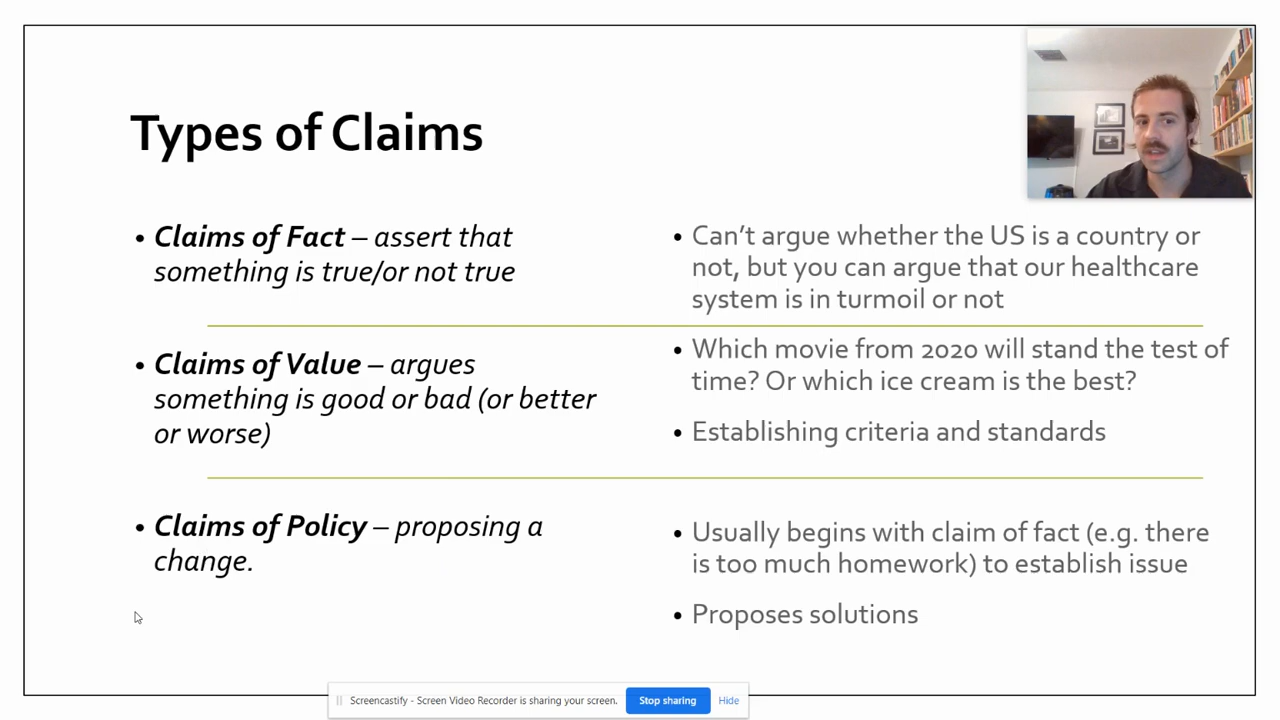 Types of Claims
• Claims of Fact – assert that
something is true/or not true
• Can't argue whether the US is a country or
not, but you can argue that our healthcare
system is in turmoil or not
• Claims of Value – argues
something is good or bad (or better
or worse)
• Which movie from 2020 will stand the test of
time? Or which ice cream is the best?
• Establishing criteria and standards
• Claims of Policy – proposing a
change.
• Usually begins with claim of fact (e.g. there
is too much homework) to establish issue
• Proposes solutions
Screencastify - Screen Video Recorder is sharing your screen. Stop sharing Hide